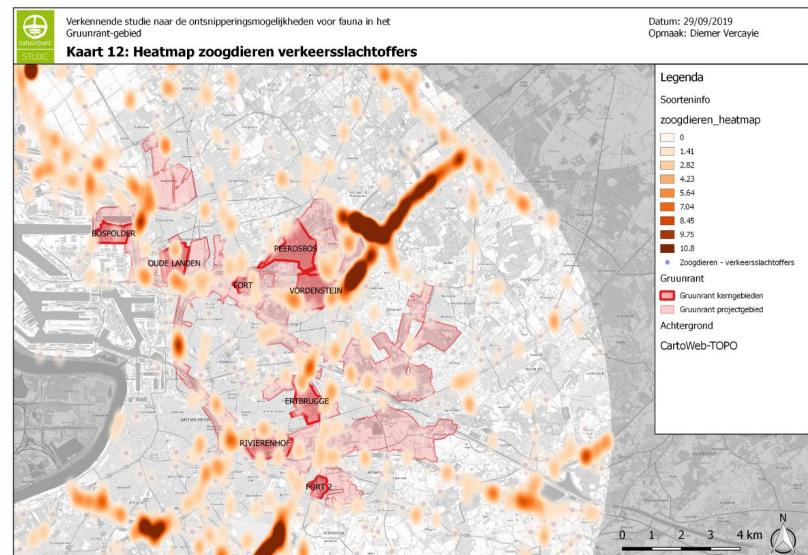 natuurpunt
STUDIE
Verkennende studie naar de ontsnipperingsmogelijkheden voor fauna in het
Gruunrant-gebied
Kaart 12: Heatmap zoogdieren verkeersslachtoffers
Datum: 29/09/2019
Opmaak: Diemer Vercayie
Legenda
Soorteninfo
zoogdieren_heatmap
0
1.41
2.82
4.23
5.64
7.04
8.45
9.75
10.8
Zoogdieren - verkeersslachtoffers
Gruunrant
Gruunrant kerngebieden
Gruunrant projectgebied
Achtergrond
CartoWeb-TOPO
BOSPOLDER
OUDE LANDEN
PEERDSBOS
FORT
VORDENSTEIN
ERTBRUGGE
ANTWERPEN
RIVIERENHOF
FORT 2
N
0 1 2 3 4 km